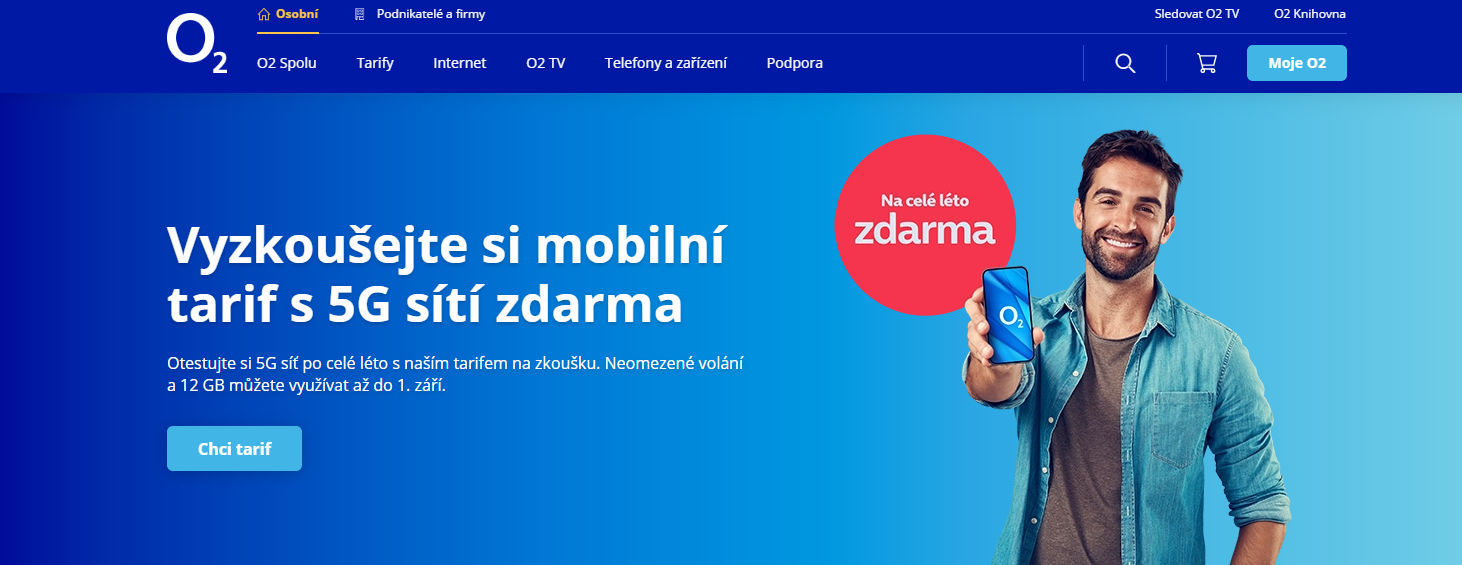 Osobní
Podnikatelé a firmy
Sledovat O2 TV
O2 Knihovna
O2
O2 Spolu
Tarify
Internet
O2 TV
Telefony a zařízení
Podpora
Moje O2
Na celé léto
zdarma
Vyzkoušejte si mobilní
tarif s 5G sítí zdarma
O2
Otestujte si 5G síť po celé léto s naším tarifem na zkoušku. Neomezené volání
a 12 GB můžete využívat až do 1. září.
Chci tarif